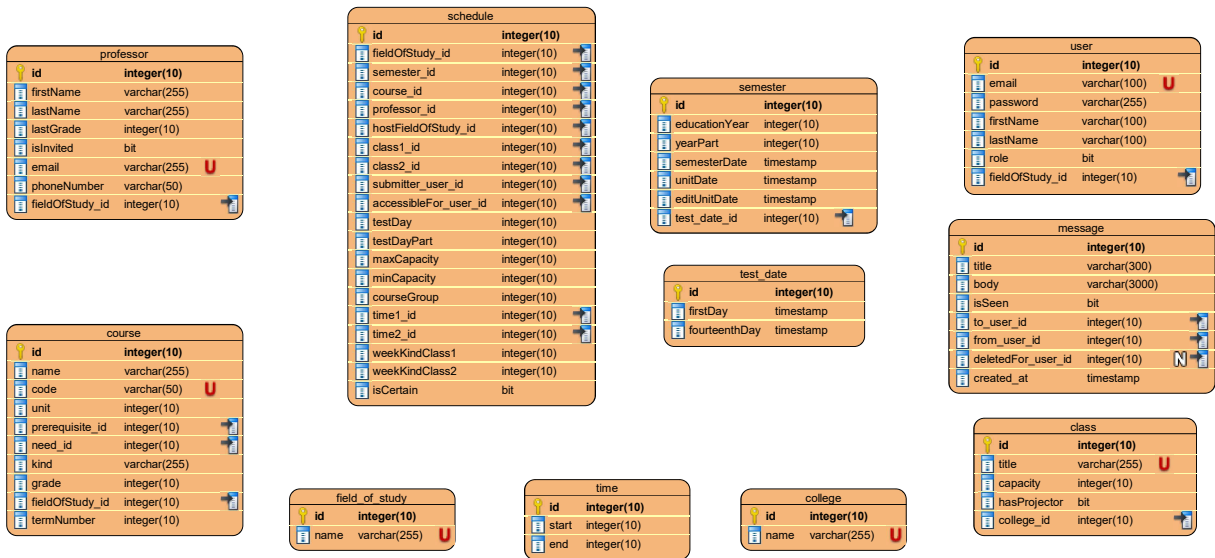 professor
id integer(10)
firstName varchar(255)
lastName varchar(255)
lastGrade integer(10)
isInvited bit
email varchar(255) U
phoneNumber varchar(50)
fieldOfStudy_id integer(10)
schedule
id integer(10)
fieldOfStudy_id integer(10)
semester_id integer(10)
course_id integer(10)
professor_id integer(10)
hostFieldOfStudy_id integer(10)
class1_id integer(10)
class2_id integer(10)
submitter_user_id integer(10)
accessibleFor_user_id integer(10)
testDay integer(10)
testDayPart integer(10)
maxCapacity integer(10)
minCapacity integer(10)
courseGroup integer(10)
time1_id integer(10)
time2_id integer(10)
weekKindClass1 integer(10)
weekKindClass2 integer(10)
isCertain bit
semester
id integer(10)
educationYear integer(10)
yearPart integer(10)
semesterDate timestamp
unitDate timestamp
editUnitDate timestamp
test_date_id integer(10)
user
id integer(10)
email varchar(100) U
password varchar(255)
firstName varchar(100)
lastName varchar(100)
role bit
fieldOfStudy_id integer(10)
test_date
id integer(10)
firstDay timestamp
fourteenthDay timestamp
message
id integer(10)
title varchar(300)
body varchar(3000)
isSeen bit
to_user_id integer(10)
from_user_id integer(10)
deletedFor_user_id integer(10) N
created_at timestamp
course
id integer(10)
name varchar(255)
code varchar(50) U
unit integer(10)
prerequisite_id integer(10)
need_id integer(10)
kind varchar(255)
grade integer(10)
fieldOfStudy_id integer(10)
termNumber integer(10)
class
id integer(10)
title varchar(255) U
capacity integer(10)
hasProjector bit
college_id integer(10)
field_of_study
id integer(10)
name varchar(255) U
time
id integer(10)
start integer(10)
end integer(10)
college
id integer(10)
name varchar(255) U